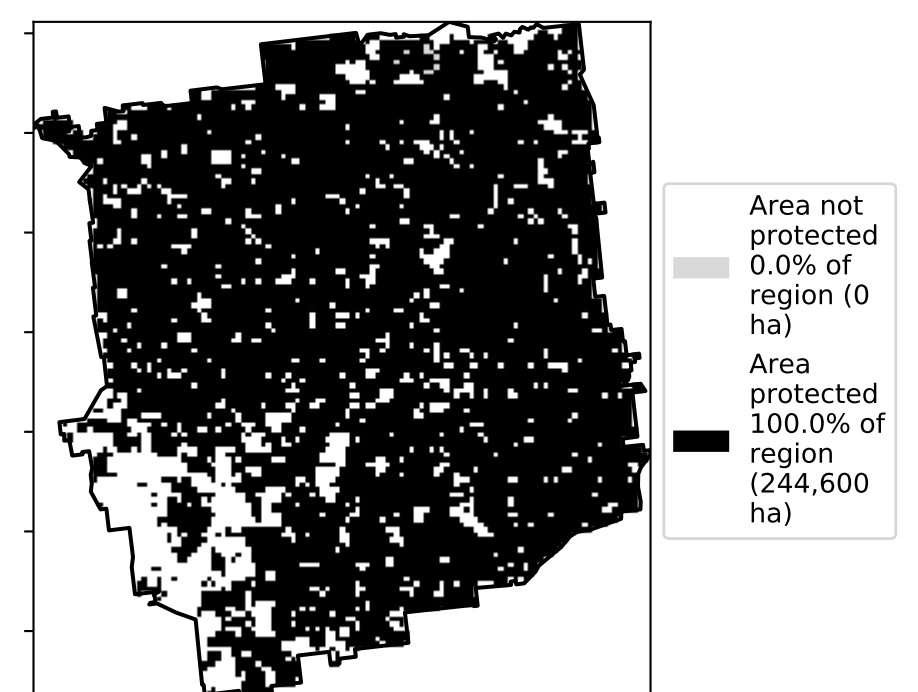 Area not
protected
0.0% of
region (0
ha)
Area
protected
100.0% of
region
(244,600
ha)